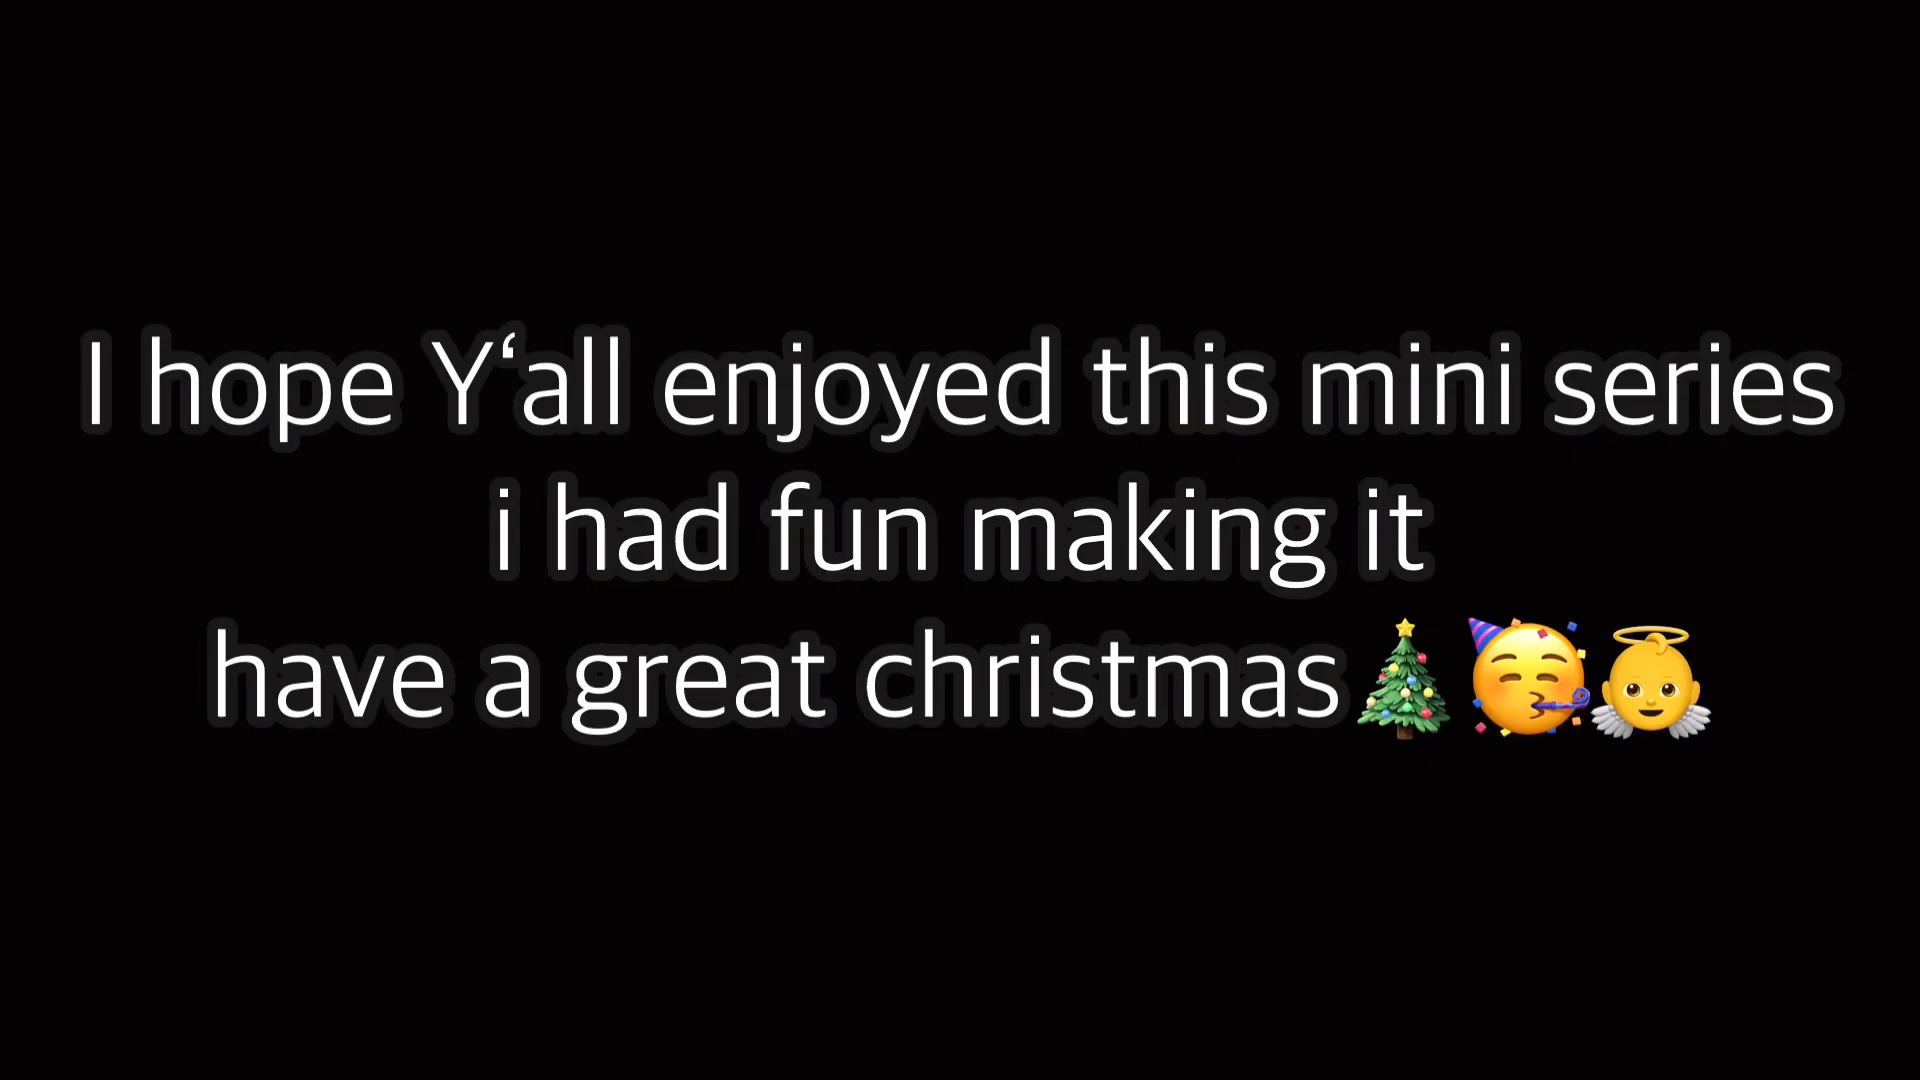 I hope Y‘all enjoyed this mini series
i had fun making it
have a great christmas🎄🥳👼